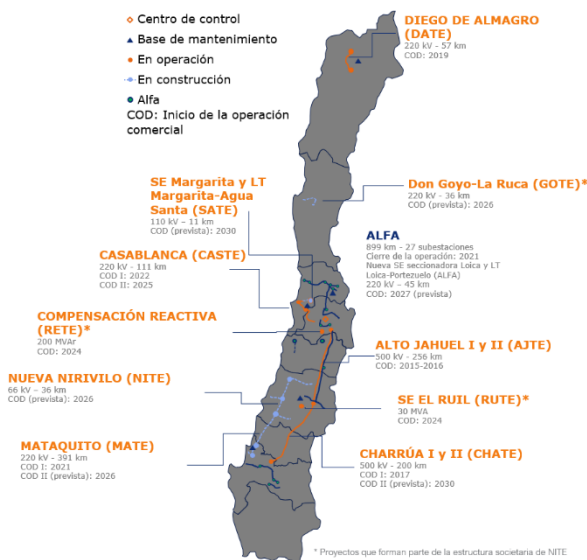 Centro de control
Base de mantenimiento
En operación
En construcción
Alfa
COD: Inicio de la operación
comercial
DIEGO DE ALMAGRO
(DATE)
220 kV - 57 km
COD: 2019
SE Margarita y LT
Margarita-Agua
Santa (SATE)
110 kV – 11 km
COD (prevista): 2030
Don Goyo-La Ruca (GOTE)*
220 kV - 36 km
COD (prevista): 2026
ALFA
899 km - 27 subestaciones
Cierre de la operación: 2021
Nueva SE seccionadora Loica y LT
Loica-Portezuelo (ALFA)
220 kV – 45 km
COD: 2027 (prevista)
CASABLANCA (CASTE)
220 kV - 111 km
COD I: 2022
COD II: 2025
COMPENSACIÓN REACTIVA
(RETE)*
200 MVAr
COD: 2024
ALTO JAHUEL I y II (AJTE)
500 kV - 256 km
COD: 2015-2016
NUEVA NIRIVILO (NITE)
66 kV – 36 km
COD (prevista): 2026
SE EL RUIL (RUTE)*
30 MVA
COD: 2024
MATAQUITO (MATE)
220 kV - 391 km
COD I: 2021
COD II (prevista): 2026
CHARRÚA I y II (CHATE)
500 kV - 200 km
COD I: 2017
COD II (prevista): 2030
* Proyectos que forman parte de la estructura societaria de NITE